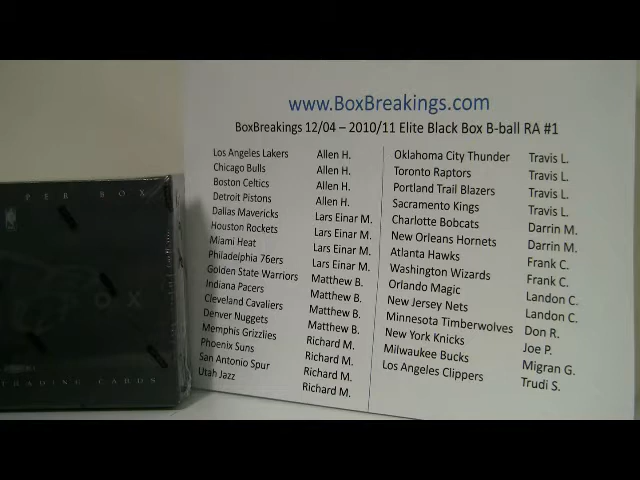 www.BoxBreakings.com
BoxBreakings 12/04 – 2010/11 Elite Black Box B-ball RA #1
Los Angeles Lakers Allen H.
Chicago Bulls Allen H.
Boston Celtics Allen H.
Detroit Pistons Allen H.
Dallas Mavericks Lars Einar M.
Houston Rockets Lars Einar M.
Miami Heat Lars Einar M.
Philadelphia 76ers Lars Einar M.
Golden State Warriors Matthew B.
Indiana Pacers Matthew B.
Cleveland Cavaliers Matthew B.
Denver Nuggets Matthew B.
Memphis Grizzlies Richard M.
Phoenix Suns Richard M.
San Antonio Spur Richard M.
Utah Jazz Richard M.
Oklahoma City Thunder Travis L.
Toronto Raptors Travis L.
Portland Trail Blazers Travis L.
Sacramento Kings Travis L.
Charlotte Bobcats Darrin M.
New Orleans Hornets Darrin M.
Atlanta Hawks Frank C.
Washington Wizards Frank C.
Orlando Magic Landon C.
New Jersey Nets Landon C.
Minnesota Timberwolves Don R.
New York Knicks Joe P.
Milwaukee Bucks Migran G.
Los Angeles Clippers Trudi S.
PER BOX
OX
TRADING CARDS